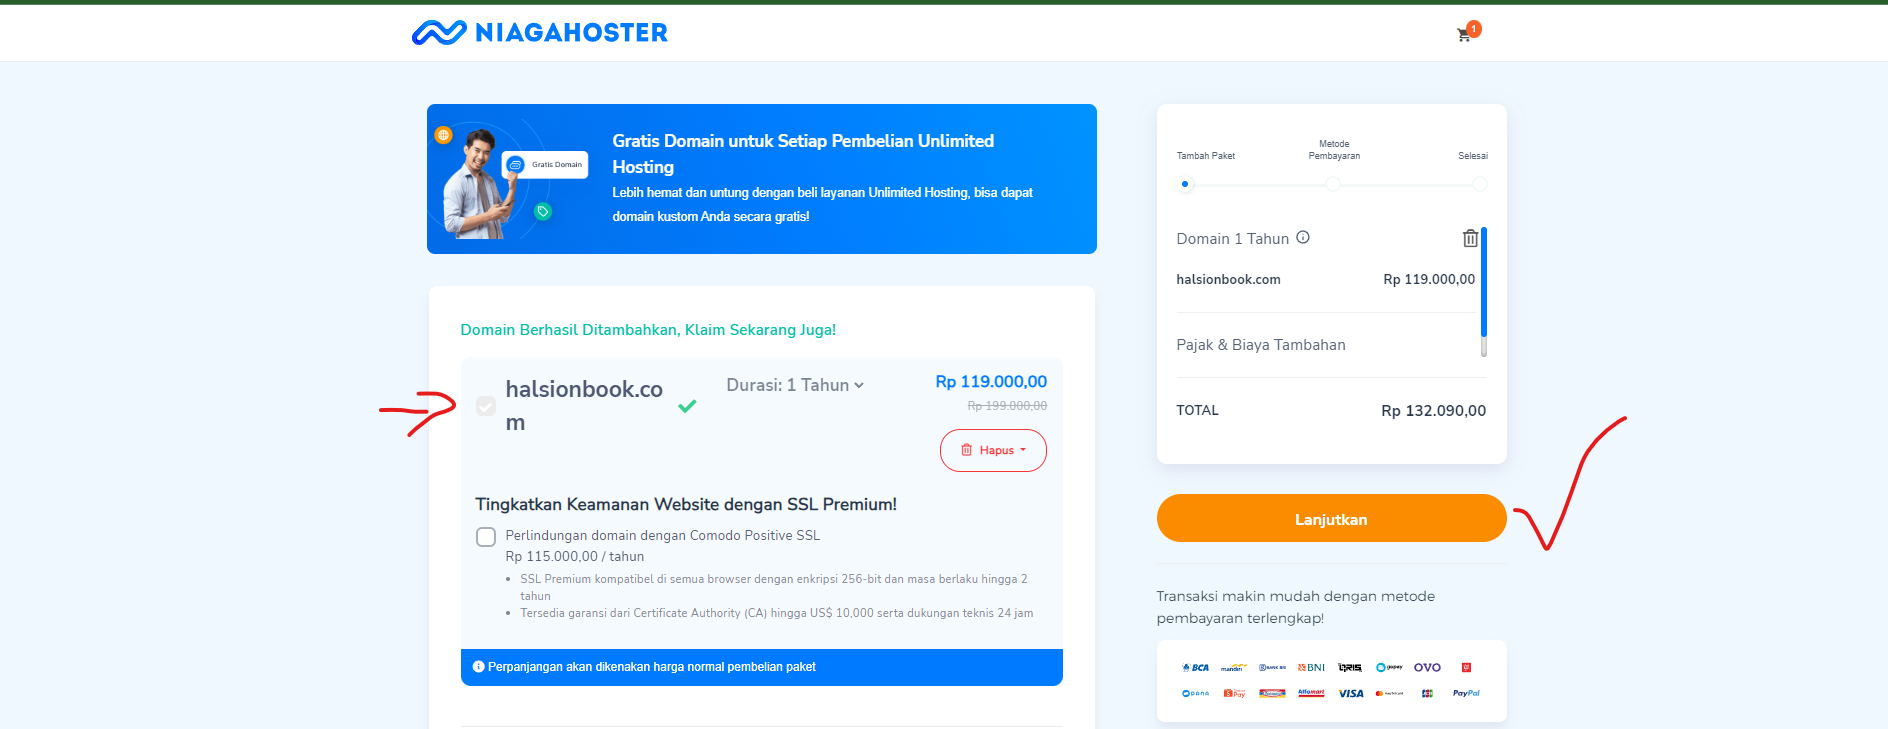 NIAGAHOSTER
1
Gratis Domain
Gratis Domain untuk Setiap Pembelian Unlimited
Hosting
Lebih hemat dan untung dengan beli layanan Unlimited Hosting, bisa dapat
domain kustom Anda secara gratis!
Domain Berhasil Ditambahkan, Klaim Sekarang Juga!
halsionbook.co
m
Durasi: 1 Tahun
Rp 119.000,00
Rp 199.000,00
Hapus
Tingkatkan Keamanan Website dengan SSL Premium!
Perlindungan domain dengan Comodo Positive SSL
Rp 115.000,00 / tahun
• SSL Premium kompatibel di semua browser dengan enkripsi 256-bit dan masa berlaku hingga 2
tahun
• Tersedia garansi dari Certificate Authority (CA) hingga US$ 10,000 serta dukungan teknis 24 jam
Perpanjangan akan dikenakan harga normal pembelian paket
Tambah Paket
Metode
Pembayaran
Selesai
Domain 1 Tahun
halsionbook.com Rp 119.000,00
Pajak & Biaya Tambahan
TOTAL Rp 132.090,00
Lanjutkan
Transaksi makin mudah dengan metode
pembayaran terlengkap!
BCA mandiri BANK BRI BNI QRIS gopay OVO
DANA Pay Indomaret Alfamart VISA mastercard JCB PayPal